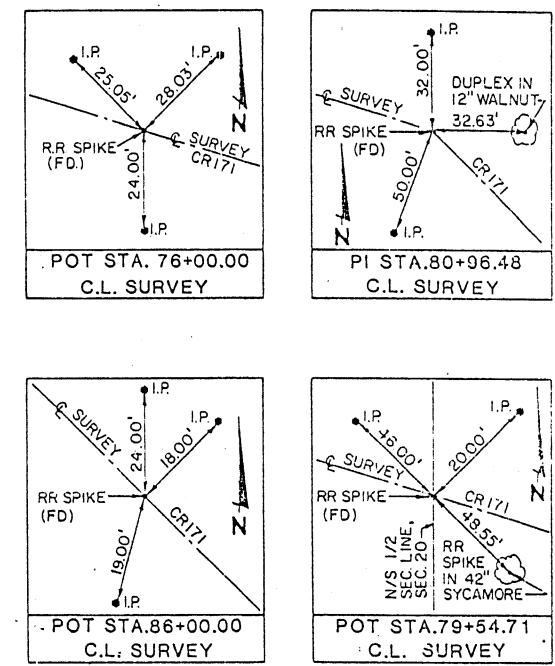 I.P.
I.P.
25.05'
28.03'
N
℄ SURVEY
CR171
R.R SPIKE
(FD.)
24.00'
I.P.
POT STA. 76+00.00
C.L. SURVEY
I.P.
32.00'
DUPLEX IN
12" WALNUT
℄ SURVEY
32.63'
RR SPIKE
(FD)
50.00'
CR171
N
I.P.
PI STA.80+96.48
C.L. SURVEY
I.P.
℄ SURVEY
24.00'
I.P.
18.00'
RR SPIKE
(FD)
CR171
N
19.00'
I.P.
POT STA.86+00.00
C.L. SURVEY
I.P.
I.P.
46.00'
20.00'
℄ SURVEY
N
RR SPIKE
(FD)
CR171
48.55'
N/S 1/2
SEC. LINE,
SEC. 20
RR
SPIKE
IN 42"
SYCAMORE
POT STA.79+54.71
C.L. SURVEY